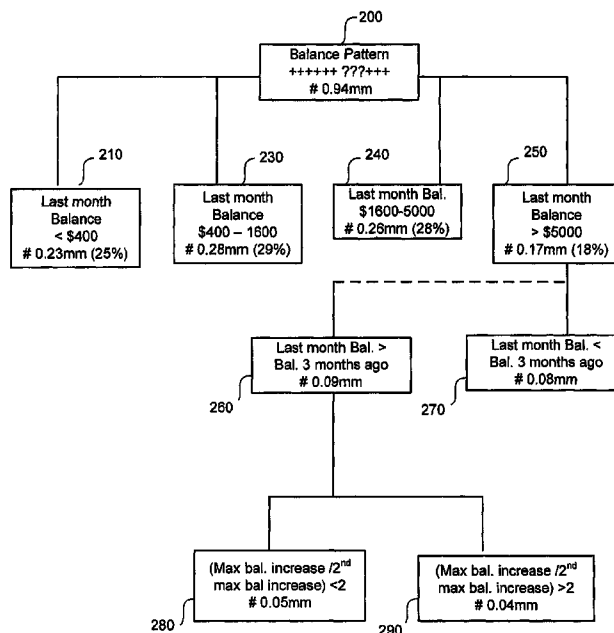 200
Balance Pattern
++++++ ???+++
# 0.94mm
210
230
240
250
Last month
Balance
< $400
# 0.23mm (25%)
Last month
Balance
$400 – 1600
# 0.28mm (29%)
Last month Bal.
$1600-5000
# 0.26mm (28%)
Last month
Balance
> $5000
# 0.17mm (18%)
Last month Bal. >
Bal. 3 months ago
# 0.09mm
260
Last month Bal. <
Bal. 3 months ago
# 0.08mm
270
(Max bal. increase /2nd
max bal increase) <2
# 0.05mm
280
(Max bal. increase /2nd
max bal. increase) >2
# 0.04mm
290